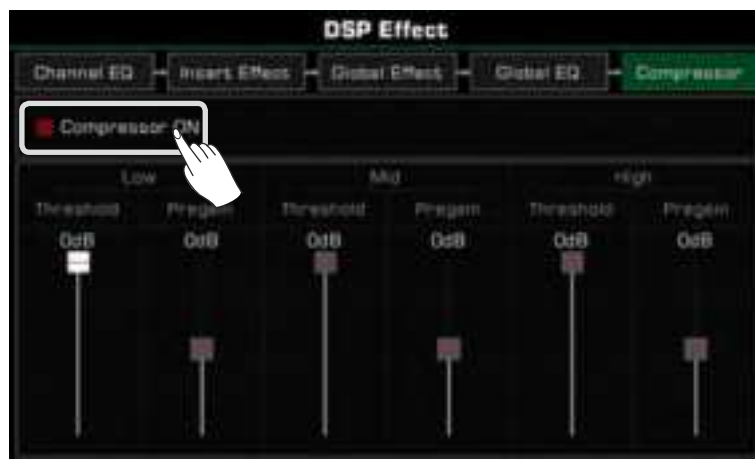 DSP Effect
Channel EQ Insert Effect Global Effect Global EQ Compressor
Compressor ON
Low Mid High
Threshold Pregain Threshold Pregain Threshold Pregain
0dB 0dB 0dB 0dB 0dB 0dB